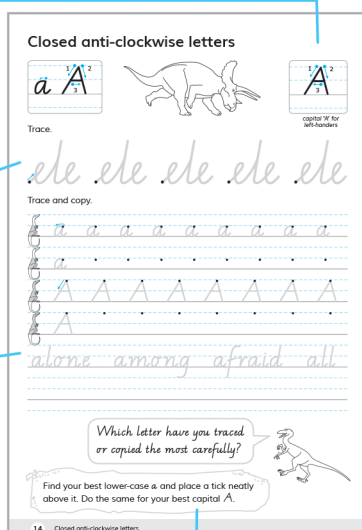 Closed anti-clockwise letters
a A 1 2 3
A 1 2 3
capital 'A' for
left-handers
Trace.
ele ele ele ele ele
Trace and copy.
a a a a a a a a a
a
A A A A A A A A
A
alone among afraid all
Which letter have you traced
or copied the most carefully?
Find your best lower-case a and place a tick neatly
above it. Do the same for your best capital A.
14 Closed anti-clockwise letters